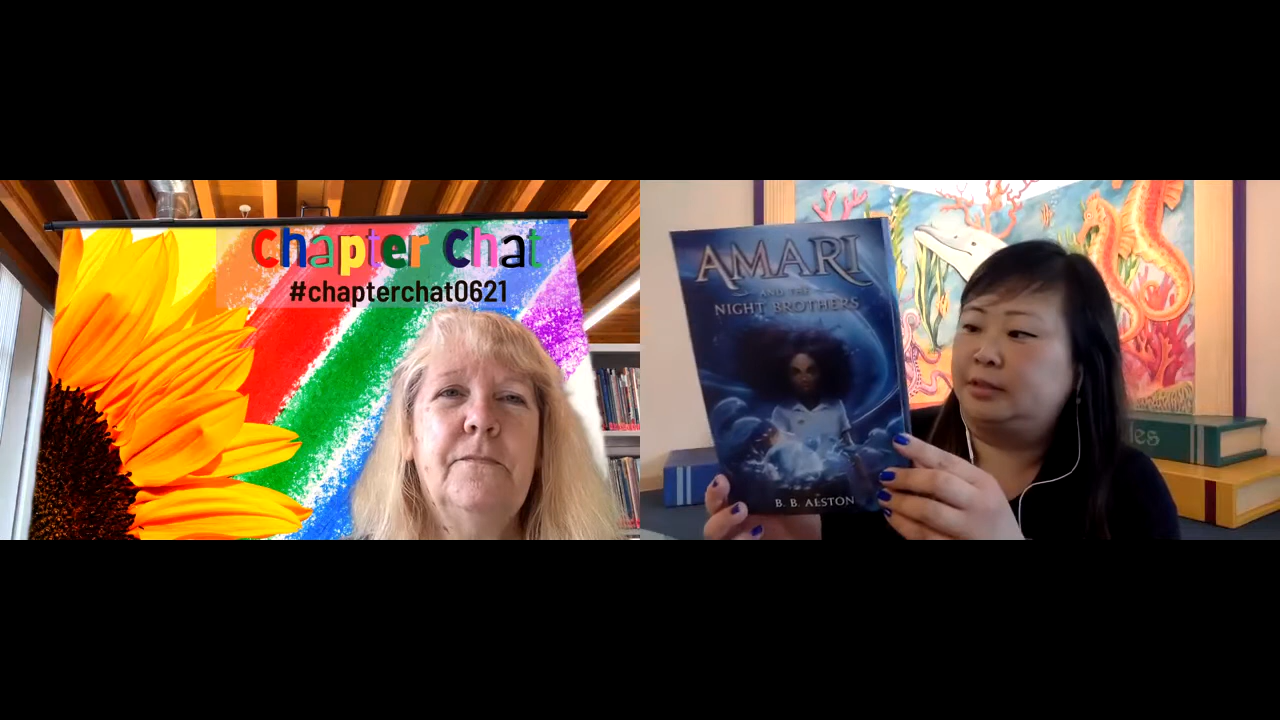 Chapter Chat
#chapterchat0621
AMARI
AND THE
NIGHT BROTHERS
B. B. ALSTON